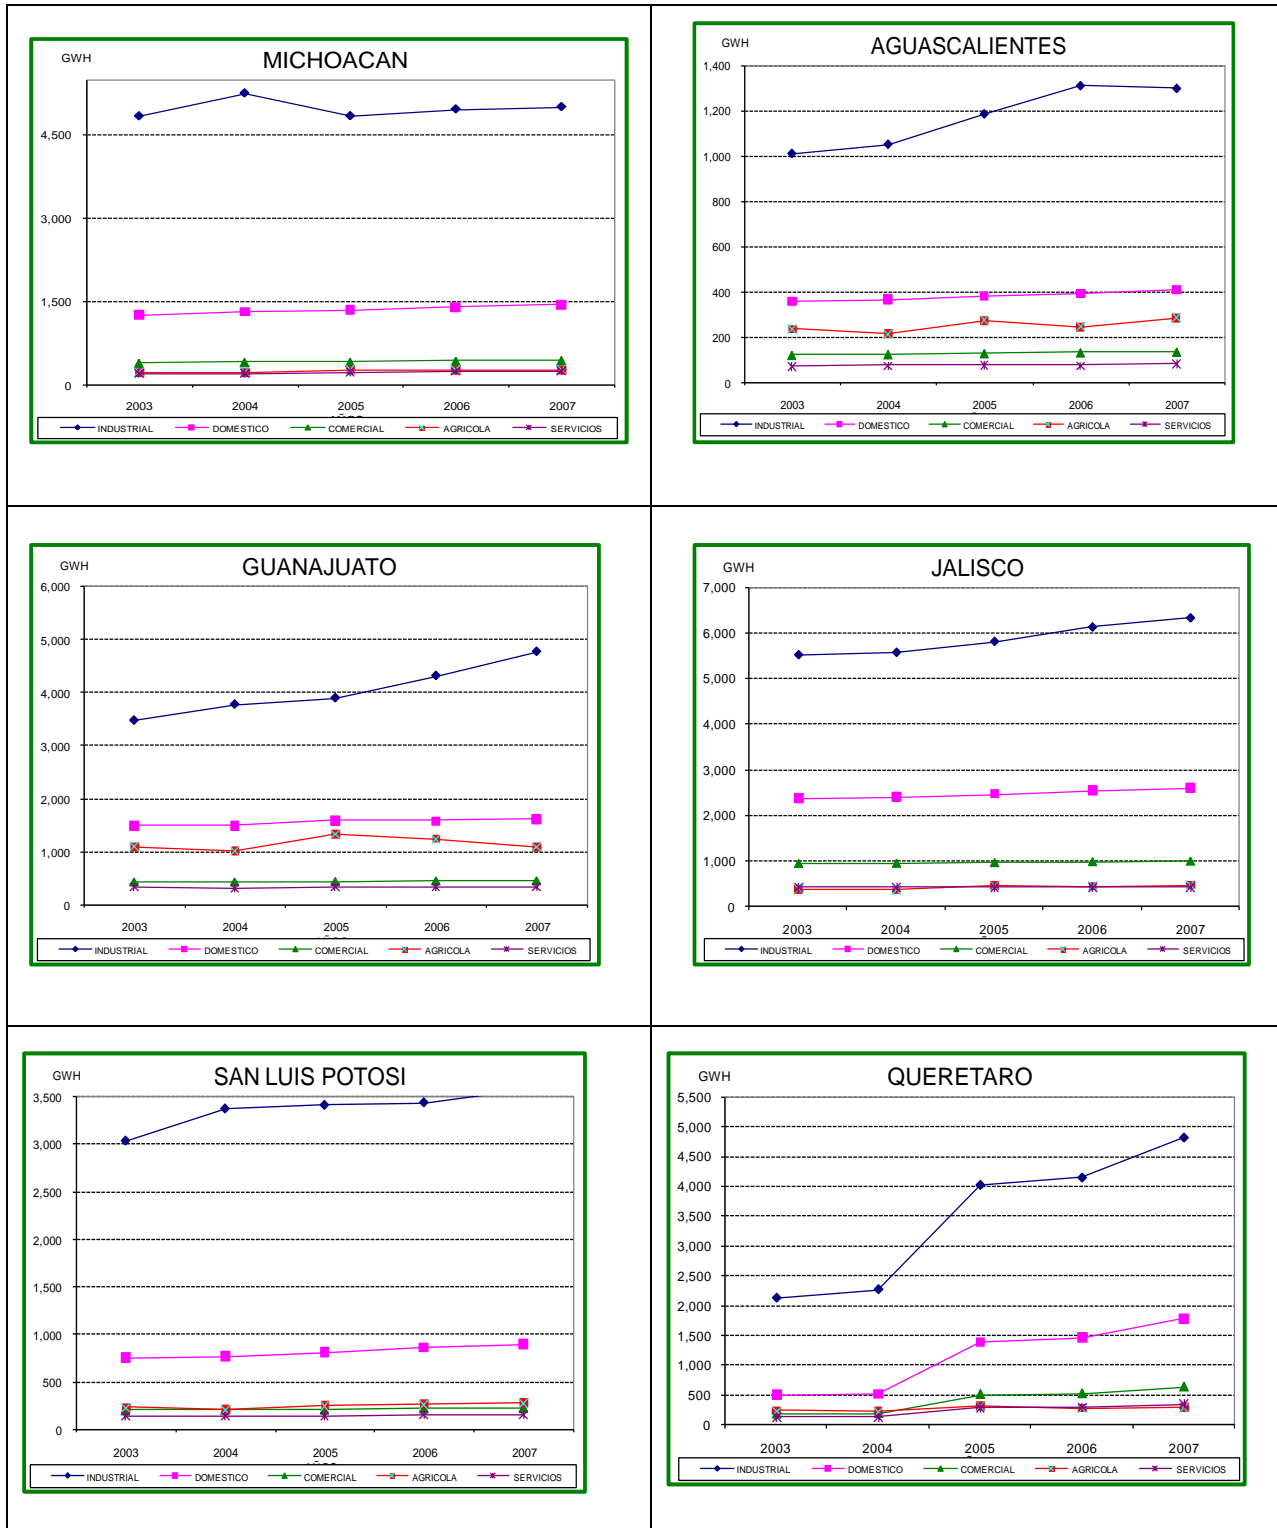 MICHOACAN
GWH
4,500
3,000
1,500
0
2003 2004 2005 2006 2007
INDUSTRIAL DOMESTICO COMERCIAL AGRICOLA SERVICIOS
AGUASCALIENTES
GWH
1,400
1,200
1,000
800
600
400
200
0
2003 2004 2005 2006 2007
INDUSTRIAL DOMESTICO COMERCIAL AGRICOLA SERVICIOS
GUANAJUATO
GWH
6,000
5,000
4,000
3,000
2,000
1,000
0
2003 2004 2005 2006 2007
INDUSTRIAL DOMESTICO COMERCIAL AGRICOLA SERVICIOS
JALISCO
GWH
7,000
6,000
5,000
4,000
3,000
2,000
1,000
0
2003 2004 2005 2006 2007
INDUSTRIAL DOMESTICO COMERCIAL AGRICOLA SERVICIOS
SAN LUIS POTOSI
GWH
3,500
3,000
2,500
2,000
1,500
1,000
500
0
2003 2004 2005 2006 2007
INDUSTRIAL DOMESTICO COMERCIAL AGRICOLA SERVICIOS
QUERETARO
GWH
5,500
5,000
4,500
4,000
3,500
3,000
2,500
2,000
1,500
1,000
500
0
2003 2004 2005 2006 2007
INDUSTRIAL DOMESTICO COMERCIAL AGRICOLA SERVICIOS